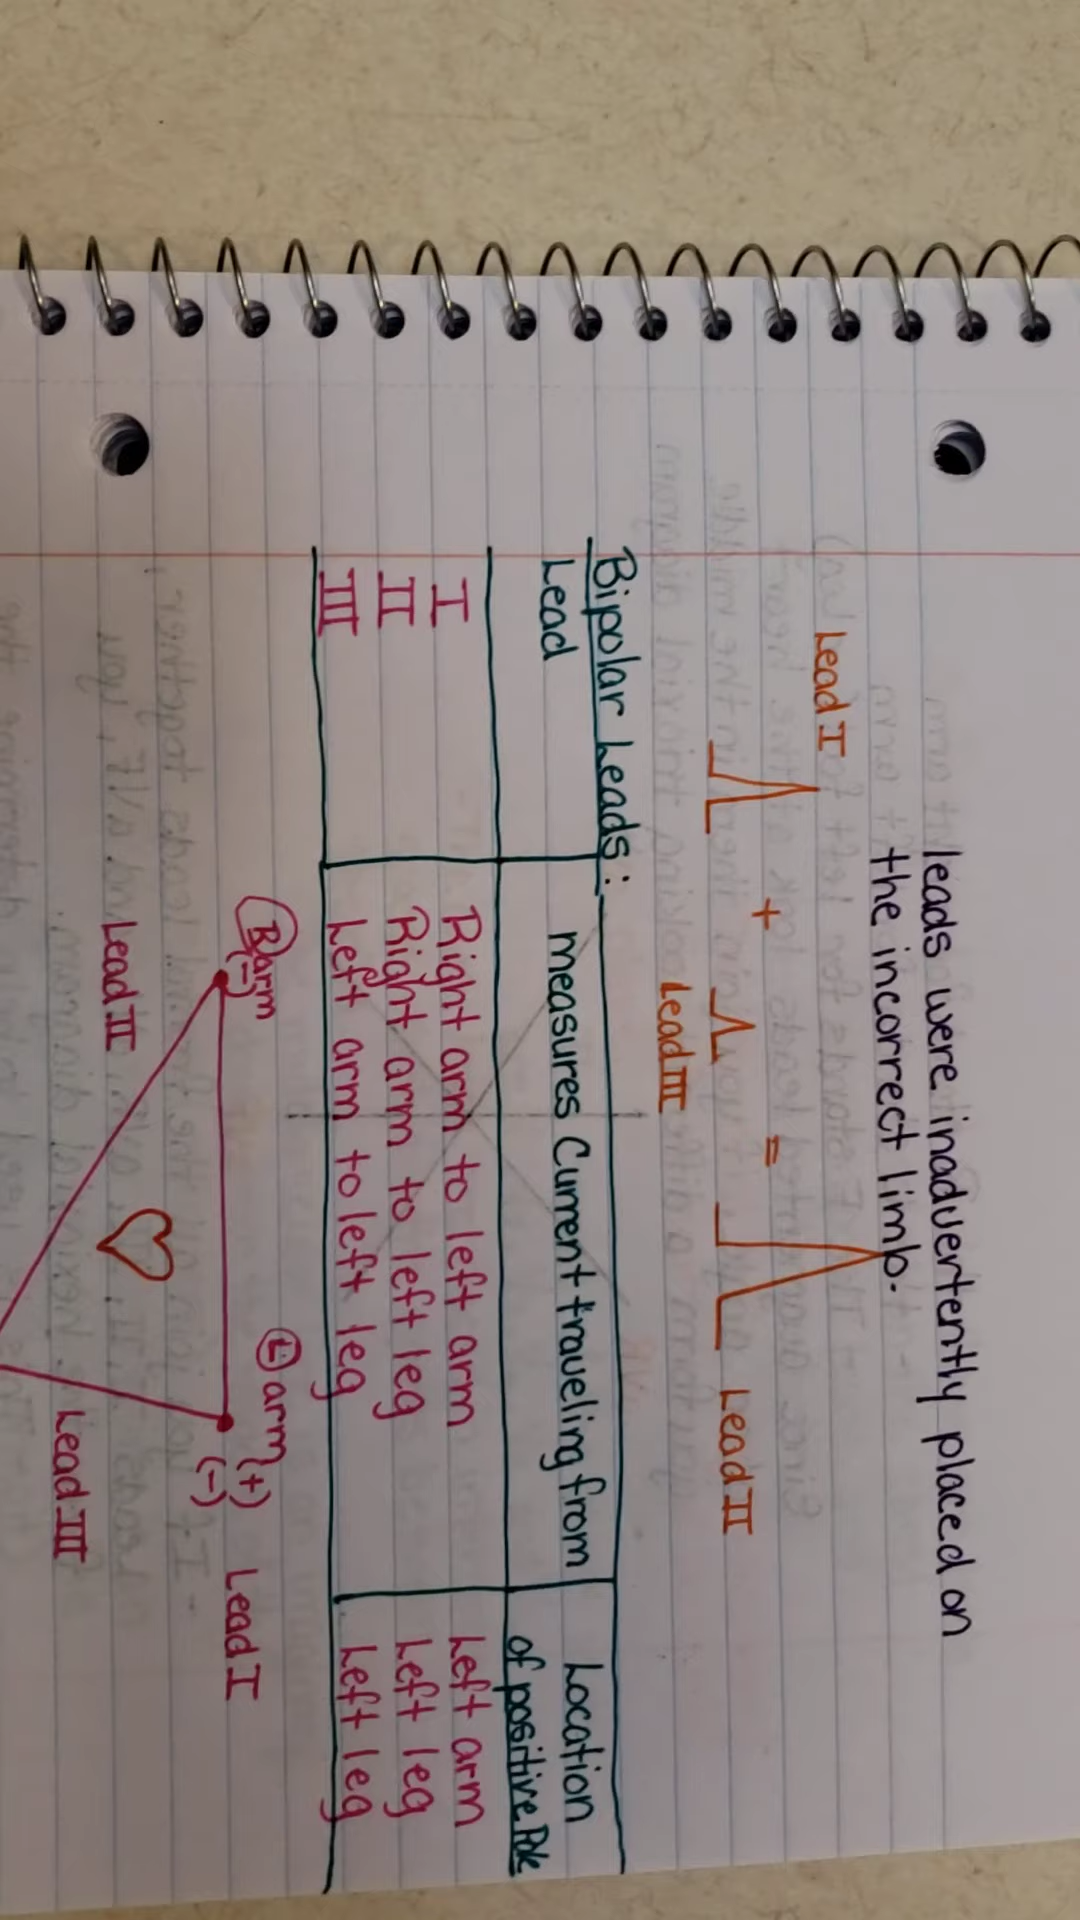 leads were inadvertently placed on
the incorrect limb.
Lead I + = Lead II
Lead III
Bipolar Leads:
Lead measures Current traveling from Location
of positive Pole
I Right arm to left arm Left arm
II Right arm to left leg Left leg
III Left arm to left leg Left leg
R arm L arm (+) Lead I
(-) (-)
Lead II Lead III